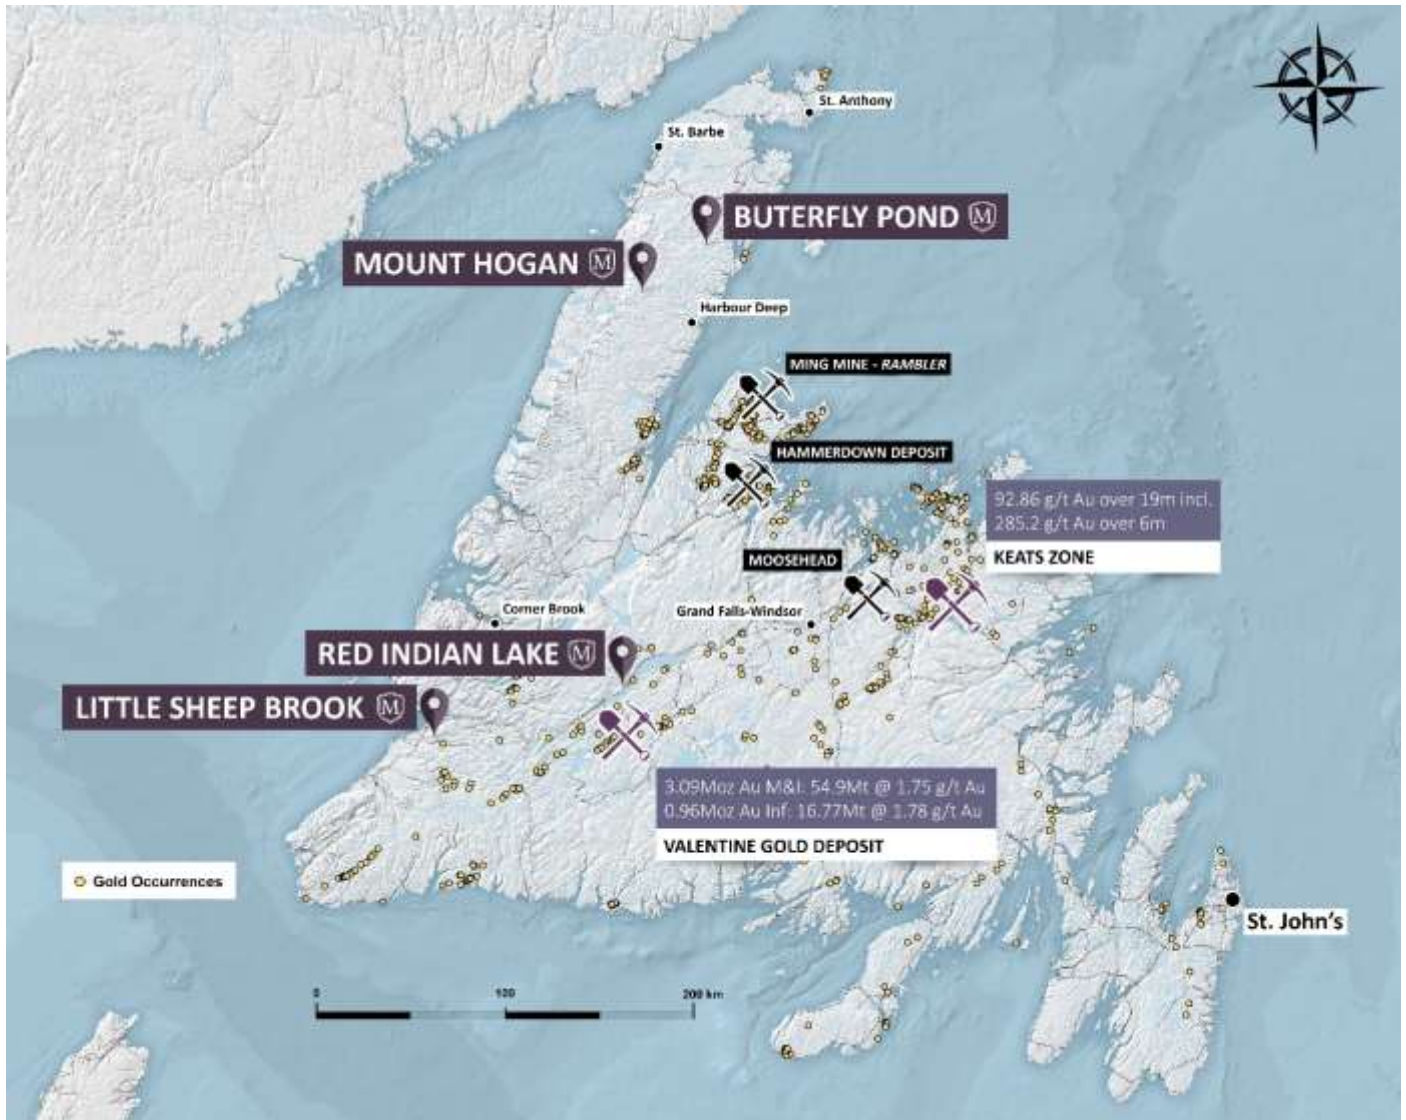 St. Anthony
St. Barbe
BUTERFLY POND M
MOUNT HOGAN M
Harbour Deep
MING MINE - RAMBLER
HAMMERDOWN DEPOSIT
92.86 g/t Au over 19m incl.
285.2 g/t Au over 6m
KEATS ZONE
MOOSEHEAD
Corner Brook
Grand Falls-Windsor
RED INDIAN LAKE M
LITTLE SHEEP BROOK M
3.09Moz Au M&I: 54.9Mt @ 1.75 g/t Au
0.96Moz Au Inf: 16.77Mt @ 1.78 g/t Au
VALENTINE GOLD DEPOSIT
Gold Occurrences
St. John's
0 100 200 km